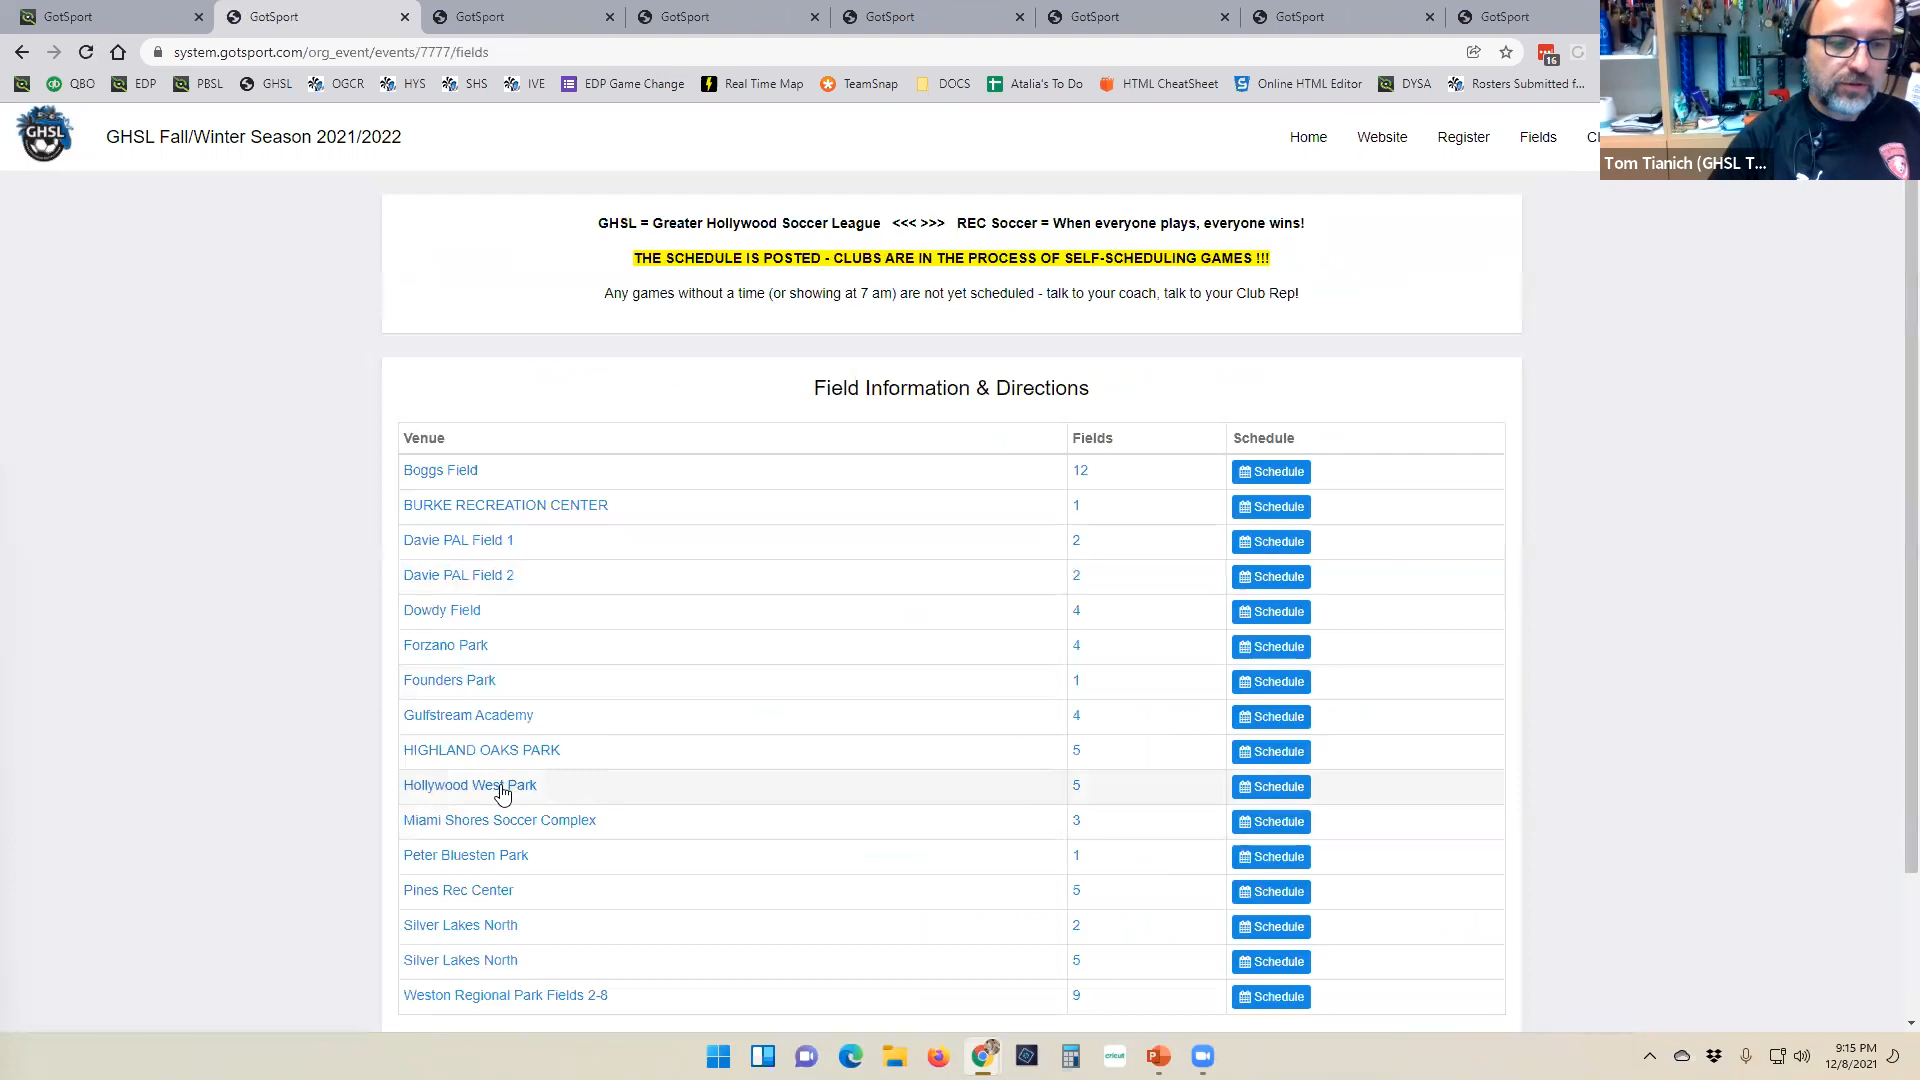 GotSport GotSport GotSport GotSport GotSport GotSport GotSport GotSport
system.gotsport.com/org_event/events/7777/fields
16
QBO EDP PBSL GHSL OGCR HYS SHS IVE EDP Game Change Real Time Map TeamSnap DOCS Atalia's To Do HTML CheatSheet Online HTML Editor DYSA Rosters Submitted f...
GHSL
GHSL Fall/Winter Season 2021/2022
Home Website Register Fields Cl
Tom Tianich (GHSL T...
GHSL = Greater Hollywood Soccer League <<< >>> REC Soccer = When everyone plays, everyone wins!
THE SCHEDULE IS POSTED - CLUBS ARE IN THE PROCESS OF SELF-SCHEDULING GAMES !!!
Any games without a time (or showing at 7 am) are not yet scheduled - talk to your coach, talk to your Club Rep!
Field Information & Directions
Venue Fields Schedule
Boggs Field 12 Schedule
BURKE RECREATION CENTER 1 Schedule
Davie PAL Field 1 2 Schedule
Davie PAL Field 2 2 Schedule
Dowdy Field 4 Schedule
Forzano Park 4 Schedule
Founders Park 1 Schedule
Gulfstream Academy 4 Schedule
HIGHLAND OAKS PARK 5 Schedule
Hollywood West Park 5 Schedule
Miami Shores Soccer Complex 3 Schedule
Peter Bluesten Park 1 Schedule
Pines Rec Center 5 Schedule
Silver Lakes North 2 Schedule
Silver Lakes North 5 Schedule
Weston Regional Park Fields 2-8 9 Schedule
cricut
9:15 PM
12/8/2021